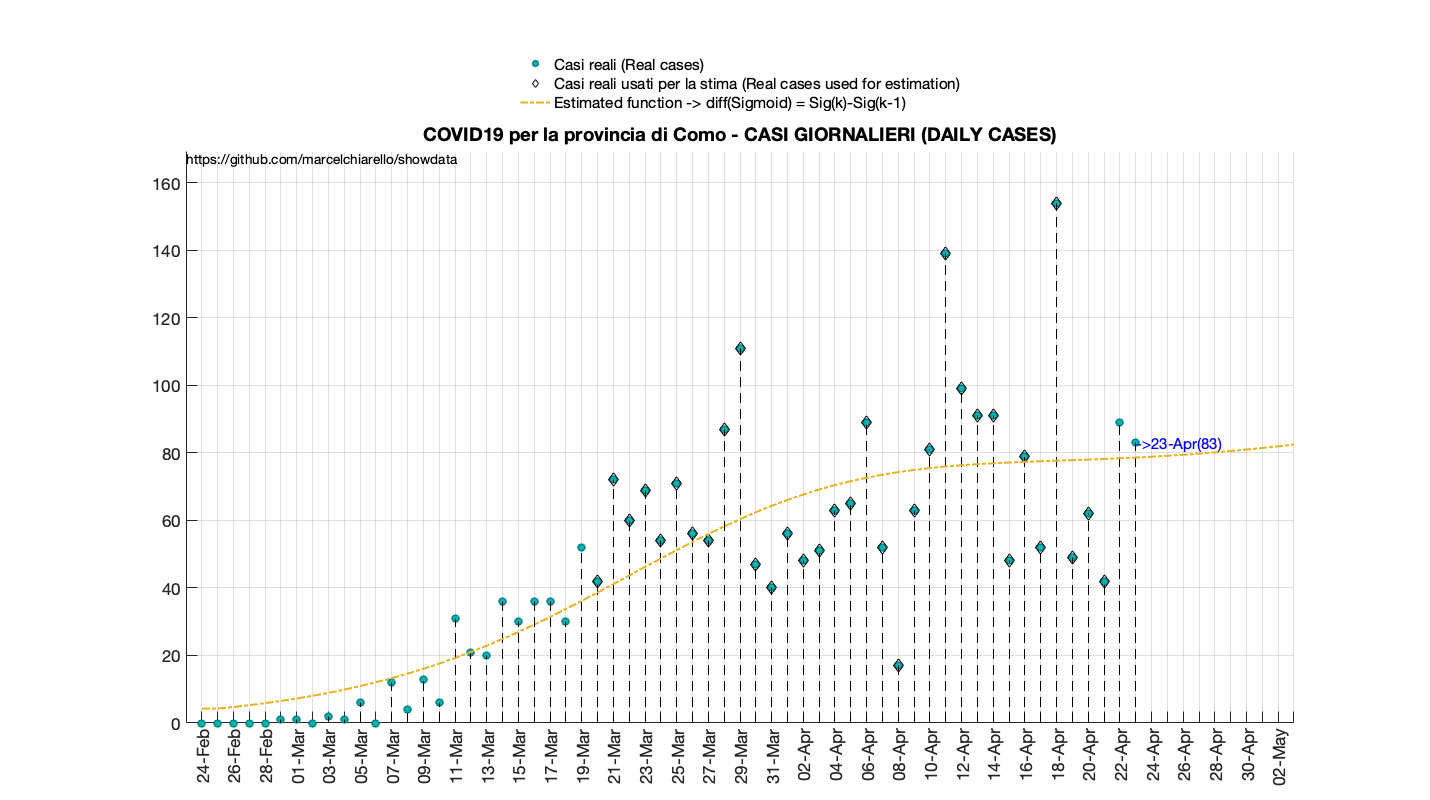 Casi reali (Real cases)
Casi reali usati per la stima (Real cases used for estimation)
Estimated function -> diff(Sigmoid) = Sig(k)-Sig(k-1)
COVID19 per la provincia di Como - CASI GIORNALIERI (DAILY CASES)
https://github.com/marcelchiarello/showdata
160
140
120
100
80
60
40
20
0
->23-Apr(83)
24-Feb
26-Feb
28-Feb
01-Mar
03-Mar
05-Mar
07-Mar
09-Mar
11-Mar
13-Mar
15-Mar
17-Mar
19-Mar
21-Mar
23-Mar
25-Mar
27-Mar
29-Mar
31-Mar
02-Apr
04-Apr
06-Apr
08-Apr
10-Apr
12-Apr
14-Apr
16-Apr
18-Apr
20-Apr
22-Apr
24-Apr
26-Apr
28-Apr
30-Apr
02-May